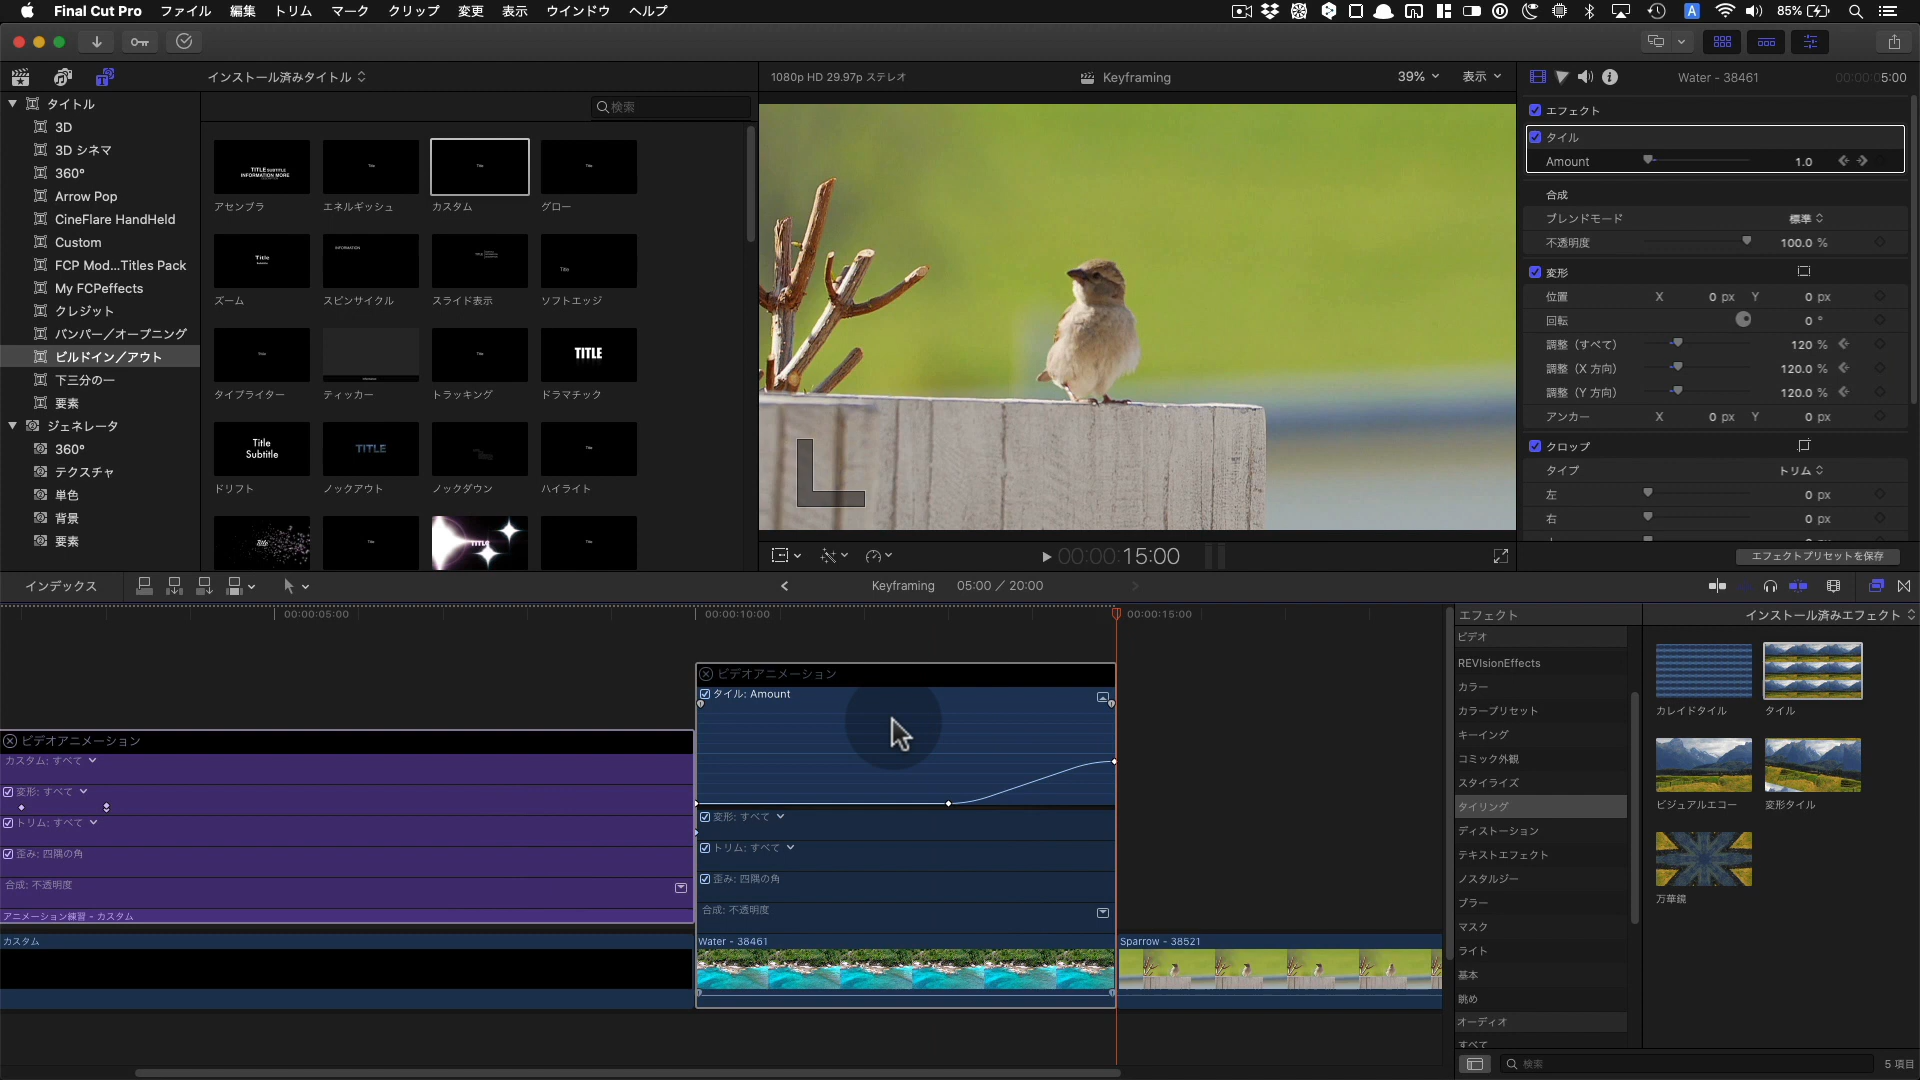 Final Cut Pro ファイル 編集 トリム マーク クリップ 変更 表示 ウインドウ ヘルプ
A 85%
インストール済みタイトル
検索
タイトル
3D
3D シネマ
360°
Arrow Pop
CineFlare HandHeld
Custom
FCP Mod...Titles Pack
My FCPeffects
クレジット
バンパー／オープニング
ビルドイン／アウト
下三分の一
要素
ジェネレータ
360°
テクスチャ
単色
背景
要素
アセンブラ エネルギッシュ カスタム グロー
ズーム スピンサイクル スライド表示 ソフトエッジ
タイプライター ティッカー トラッキング ドラマチック
ドリフト ノックアウト ノックダウン ハイライト
1080p HD 29.97p ステレオ
Keyframing
39% 表示
00:00:15:00
Water - 38461
00:00:05:00
エフェクト
タイル
Amount 1.0
合成
ブレンドモード 標準
不透明度 100.0 %
変形
位置 X 0 px Y 0 px
回転 0 °
調整（すべて） 120 %
調整（X 方向） 120.0 %
調整（Y 方向） 120.0 %
アンカー X 0 px Y 0 px
クロップ
タイプ トリム
左 0 px
右 0 px
エフェクトプリセットを保存
インデックス
Keyframing 05:00 / 20:00
00:00:05:00 00:00:10:00 00:00:15:00
ビデオアニメーション
カスタム: すべて
変形: すべて
トリム: すべて
歪み: 四隅の角
合成: 不透明度
アニメーション練習 - カスタム
カスタム
ビデオアニメーション
タイル: Amount
変形: すべて
トリム: すべて
歪み: 四隅の角
合成: 不透明度
Water - 38461
Sparrow - 38521
エフェクト
ビデオ
REVIsionEffects
カラー
カラープリセット
キーイング
コミック外観
スタイライズ
タイリング
ディストーション
テキストエフェクト
ノスタルジー
ブラー
マスク
ライト
基本
眺め
オーディオ
すべて
インストール済みエフェクト
カレイドタイル タイル
ビジュアルエコー 変形タイル
万華鏡
検索
5 項目